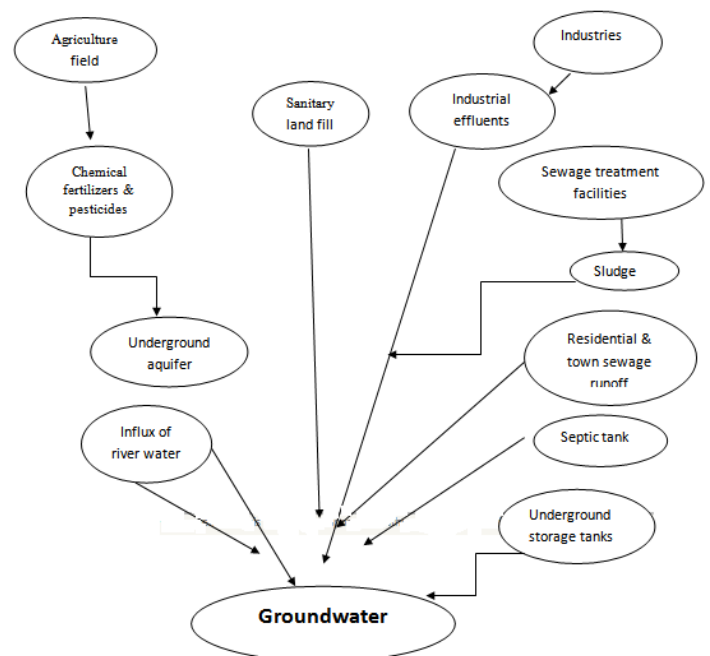 Agriculture
field
Industries
Sanitary
land fill
Industrial
effluents
Chemical
fertilizers &
pesticides
Sewage treatment
facilities
Sludge
Underground
aquifer
Residential &
town sewage
runoff
Influx of
river water
Septic tank
Underground
storage tanks
Groundwater